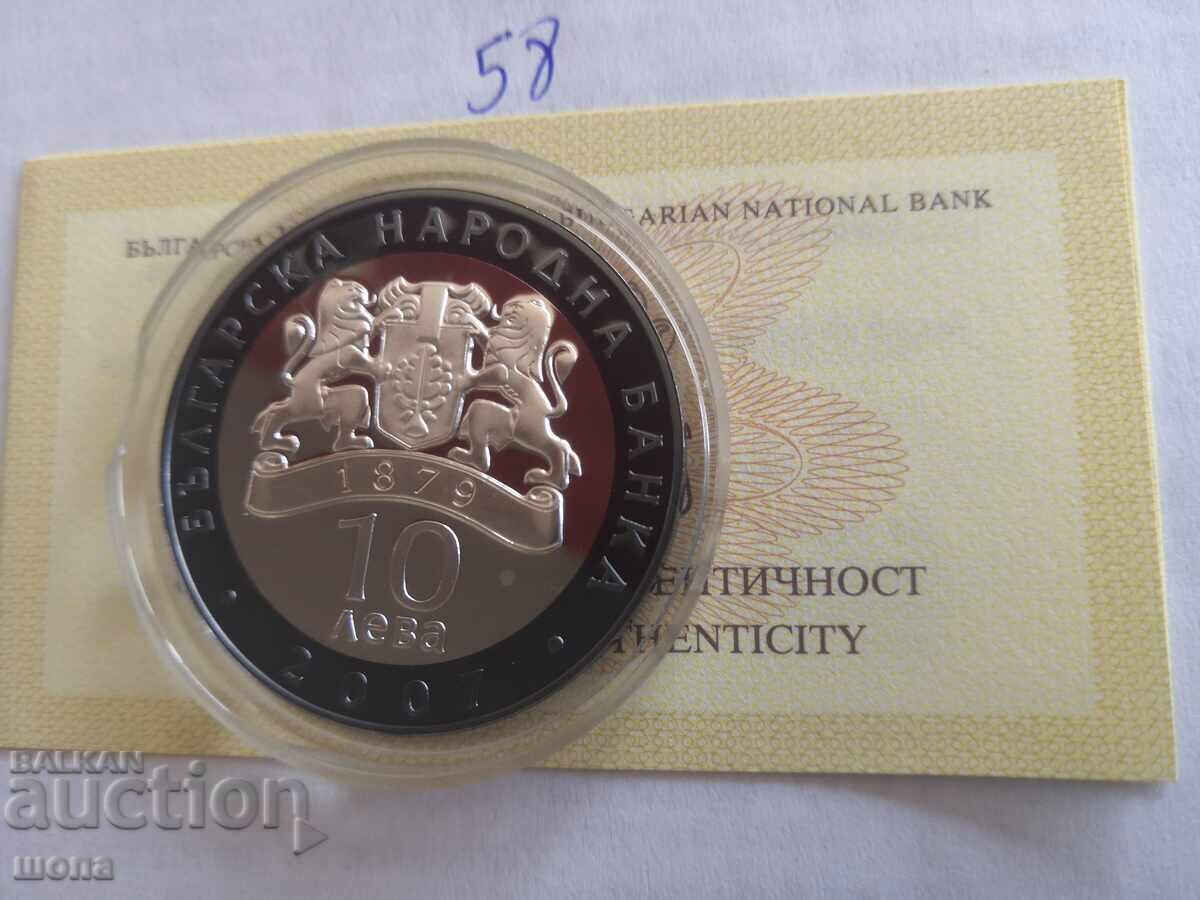 58
BULGARIAN NATIONAL BANK
БЪЛГАРСКА НАРОДНА БАНКА
1879
10
лева
• 2007 •
ЕНТИЧНОСТ
THENTICITY
BALKAN
auction
шопа